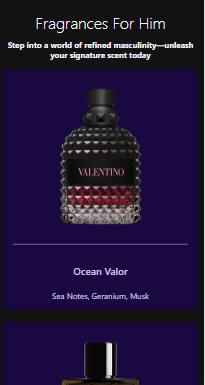 Fragrances For Him
Step into a world of refined masculinity—unleash
your signature scent today
VALENTINO
Ocean Valor
Sea Notes, Geranium, Musk